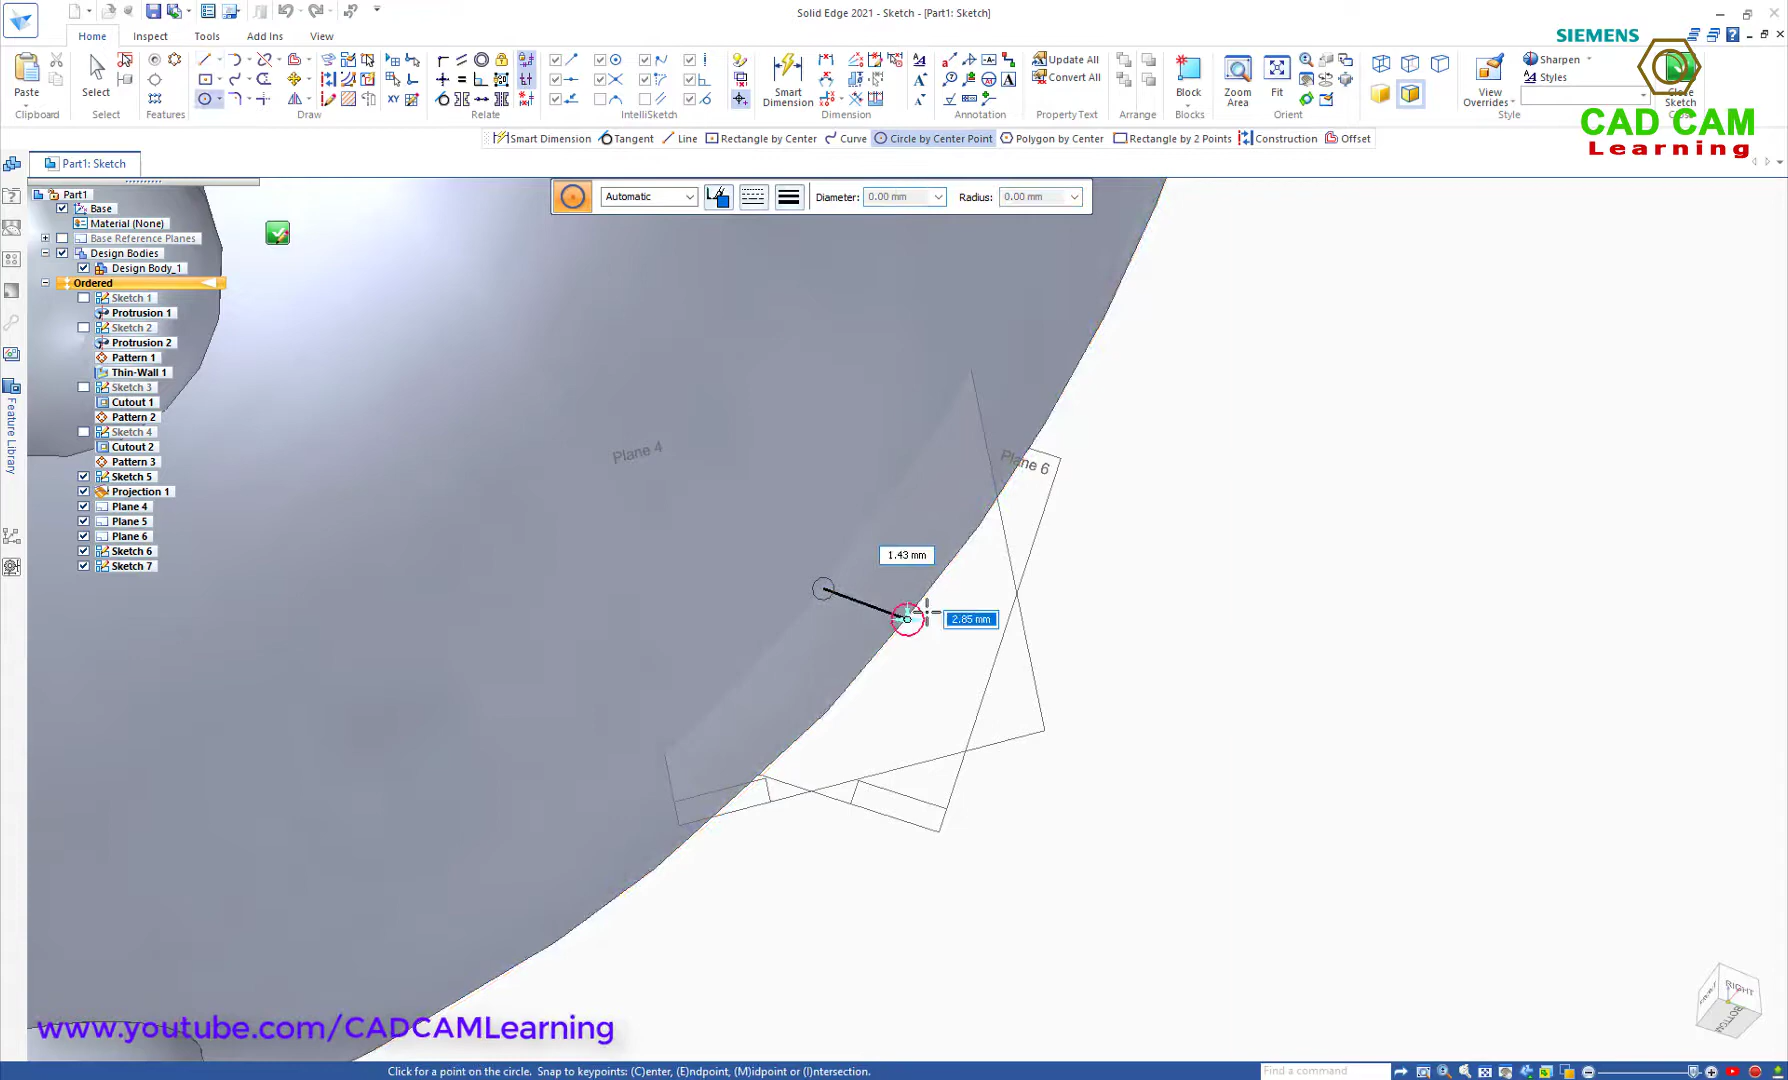 Solid Edge 2021 - Sketch - [Part1: Sketch]
Home
Inspect
Tools
Add Ins
View
SIEMENS
Paste
Select
Smart
Dimension
Update All
Convert All
Block
Zoom
Area
Fit
View
Overrides
Sharpen
Styles
Close
Sketch
Clipboard
Select
Features
Draw
Relate
IntelliSketch
Dimension
Annotation
Property Text
Arrange
Blocks
Orient
Style
CAD CAM
Learning
Smart Dimension
Tangent
Line
Rectangle by Center
Curve
Circle by Center Point
Polygon by Center
Rectangle by 2 Points
Construction
Offset
Part1: Sketch
Automatic
Diameter:
0.00 mm
Radius:
0.00 mm
Part1
Base
Material (None)
Base Reference Planes
Design Bodies
Design Body_1
Ordered
Sketch 1
Protrusion 1
Sketch 2
Protrusion 2
Pattern 1
Thin-Wall 1
Sketch 3
Cutout 1
Pattern 2
Sketch 4
Cutout 2
Pattern 3
Sketch 5
Projection 1
Plane 4
Plane 5
Plane 6
Sketch 6
Sketch 7
Feature Library
Plane 4
Plane 6
1.43 mm
2.85 mm
RIGHT
BOTTOM
www.youtube.com/CADCAMLearning
Click for a point on the circle. Snap to keypoints: (C)enter, (E)ndpoint, (M)idpoint or (I)ntersection.
Find a command